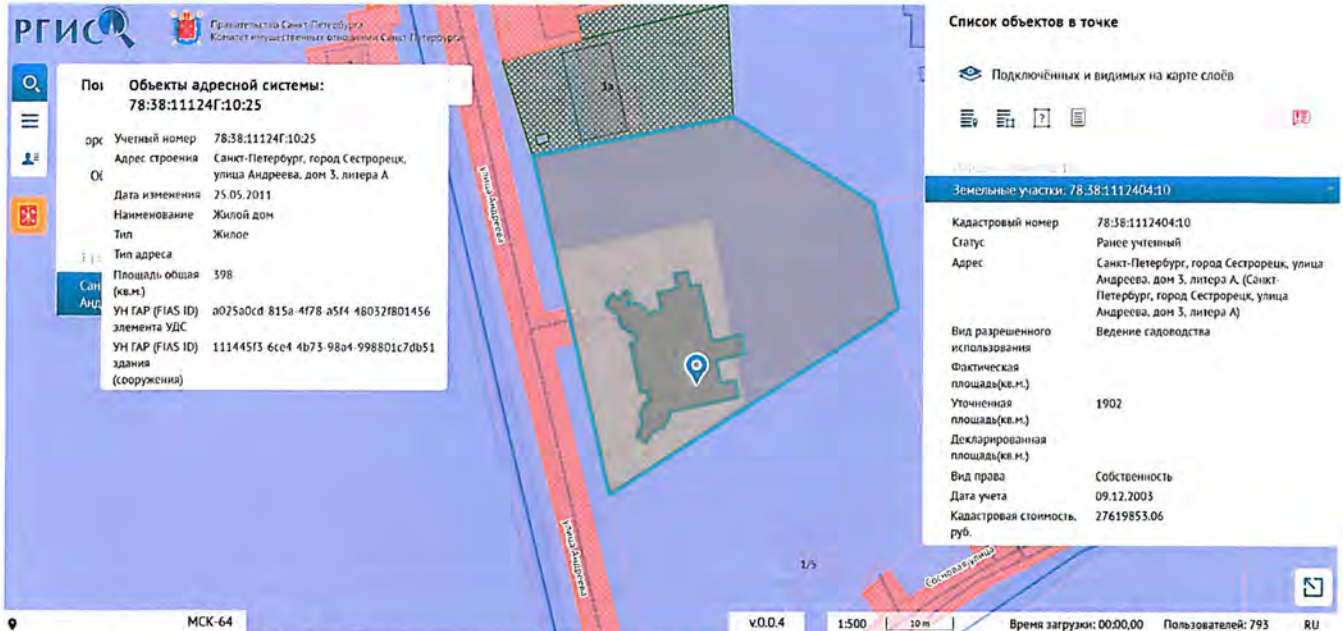 РГИС
Правительство Санкт-Петербурга
Комитет имущественных отношений Санкт-Петербурга
Объекты адресной системы:
78:38:11124Г:10:25
Учетный номер 78:38:11124Г:10:25
Адрес строения Санкт-Петербург, город Сестрорецк,
улица Андреева, дом 3, литера А
Дата изменения 25.05.2011
Наименование Жилой дом
Тип Жилое
Тип адреса
Площадь общая 398
(кв.м.)
УН ГАР (FIAS ID) a025a0cd 815a-4f78-a5f4 48032f801456
элемента УДС
УН ГАР (FIAS ID) 111445f3 6ce4 4b73-98a4-998801c7db51
здания
(сооружения)
Сан
Анд
1а
улица Андреева
улица Андреева
Сосновая улица
1/5
Список объектов в точке
Подключённых и видимых на карте слоёв
Земельные участки: 78:38:1112404:10
Кадастровый номер 78:38:1112404:10
Статус Ранее учтенный
Адрес Санкт-Петербург, город Сестрорецк, улица
Андреева, дом 3, литера А, (Санкт-
Петербург, город Сестрорецк, улица
Андреева, дом 3, литера А)
Вид разрешенного Ведение садоводства
использования
Фактическая
площадь(кв.м.)
Уточненная 1902
площадь(кв.м.)
Декларированная
площадь(кв.м.)
Вид права Собственность
Дата учета 09.12.2003
Кадастровая стоимость, 27619853.06
руб.
МСК-64
v.0.0.4
1:500
10 m
Время загрузки: 00:00,00
Пользователей: 793
RU